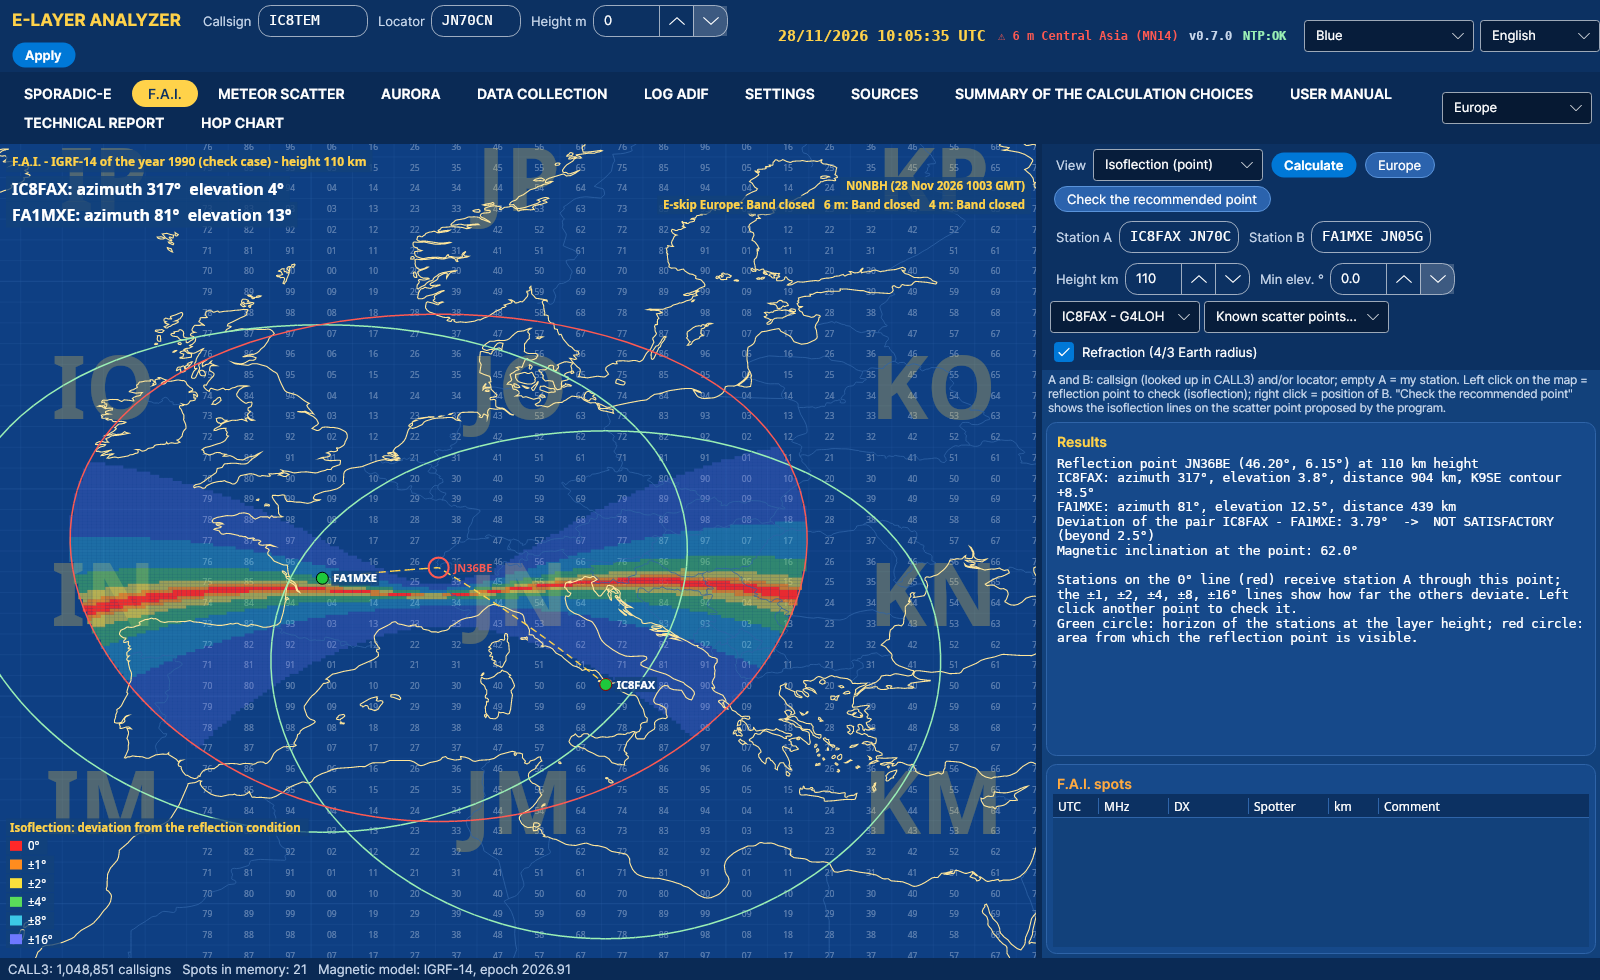 E-LAYER ANALYZER
Callsign IC8TEM Locator JN70CN Height m 0
Apply
28/11/2026 10:05:35 UTC ⚠ 6 m Central Asia (MN14) v0.7.0 NTP:OK
Blue
English
SPORADIC-E F.A.I. METEOR SCATTER AURORA DATA COLLECTION LOG ADIF SETTINGS SOURCES SUMMARY OF THE CALCULATION CHOICES USER MANUAL
TECHNICAL REPORT HOP CHART
Europe
F.A.I. - IGRF-14 of the year 1990 (check case) - height 110 km
IC8FAX: azimuth 317° elevation 4°
FA1MXE: azimuth 81° elevation 13°
N0NBH (28 Nov 2026 1003 GMT)
E-skip Europe: Band closed 6 m: Band closed 4 m: Band closed
JP KP
IO JO KO
IN JN KN
IM JM KM
FA1MXE
JN36BE
IC8FAX
Isoflection: deviation from the reflection condition
0°
±1°
±2°
±4°
±8°
±16°
View Isoflection (point) Calculate Europe
Check the recommended point
Station A IC8FAX JN70C Station B FA1MXE JN05G
Height km 110 Min elev. ° 0.0
IC8FAX - G4LOH Known scatter points...
Refraction (4/3 Earth radius)
A and B: callsign (looked up in CALL3) and/or locator; empty A = my station. Left click on the map =
reflection point to check (isoflection); right click = position of B. "Check the recommended point"
shows the isoflection lines on the scatter point proposed by the program.
Results
Reflection point JN36BE (46.20°, 6.15°) at 110 km height
IC8FAX: azimuth 317°, elevation 3.8°, distance 904 km, K9SE contour
+8.5°
FA1MXE: azimuth 81°, elevation 12.5°, distance 439 km
Deviation of the pair IC8FAX - FA1MXE: 3.79° -> NOT SATISFACTORY
(beyond 2.5°)
Magnetic inclination at the point: 62.0°
Stations on the 0° line (red) receive station A through this point;
the ±1, ±2, ±4, ±8, ±16° lines show how far the others deviate. Left
click another point to check it.
Green circle: horizon of the stations at the layer height; red circle:
area from which the reflection point is visible.
F.A.I. spots
UTC MHz DX Spotter km Comment
CALL3: 1,048,851 callsigns Spots in memory: 21 Magnetic model: IGRF-14, epoch 2026.91